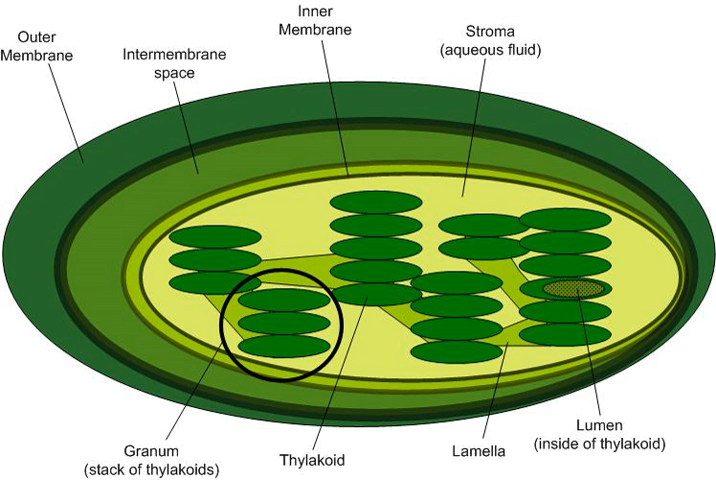 Outer
Membrane
Intermembrane
space
Inner
Membrane
Stroma
(aqueous fluid)
Granum
(stack of thylakoids)
Thylakoid
Lamella
Lumen
(inside of thylakoid)